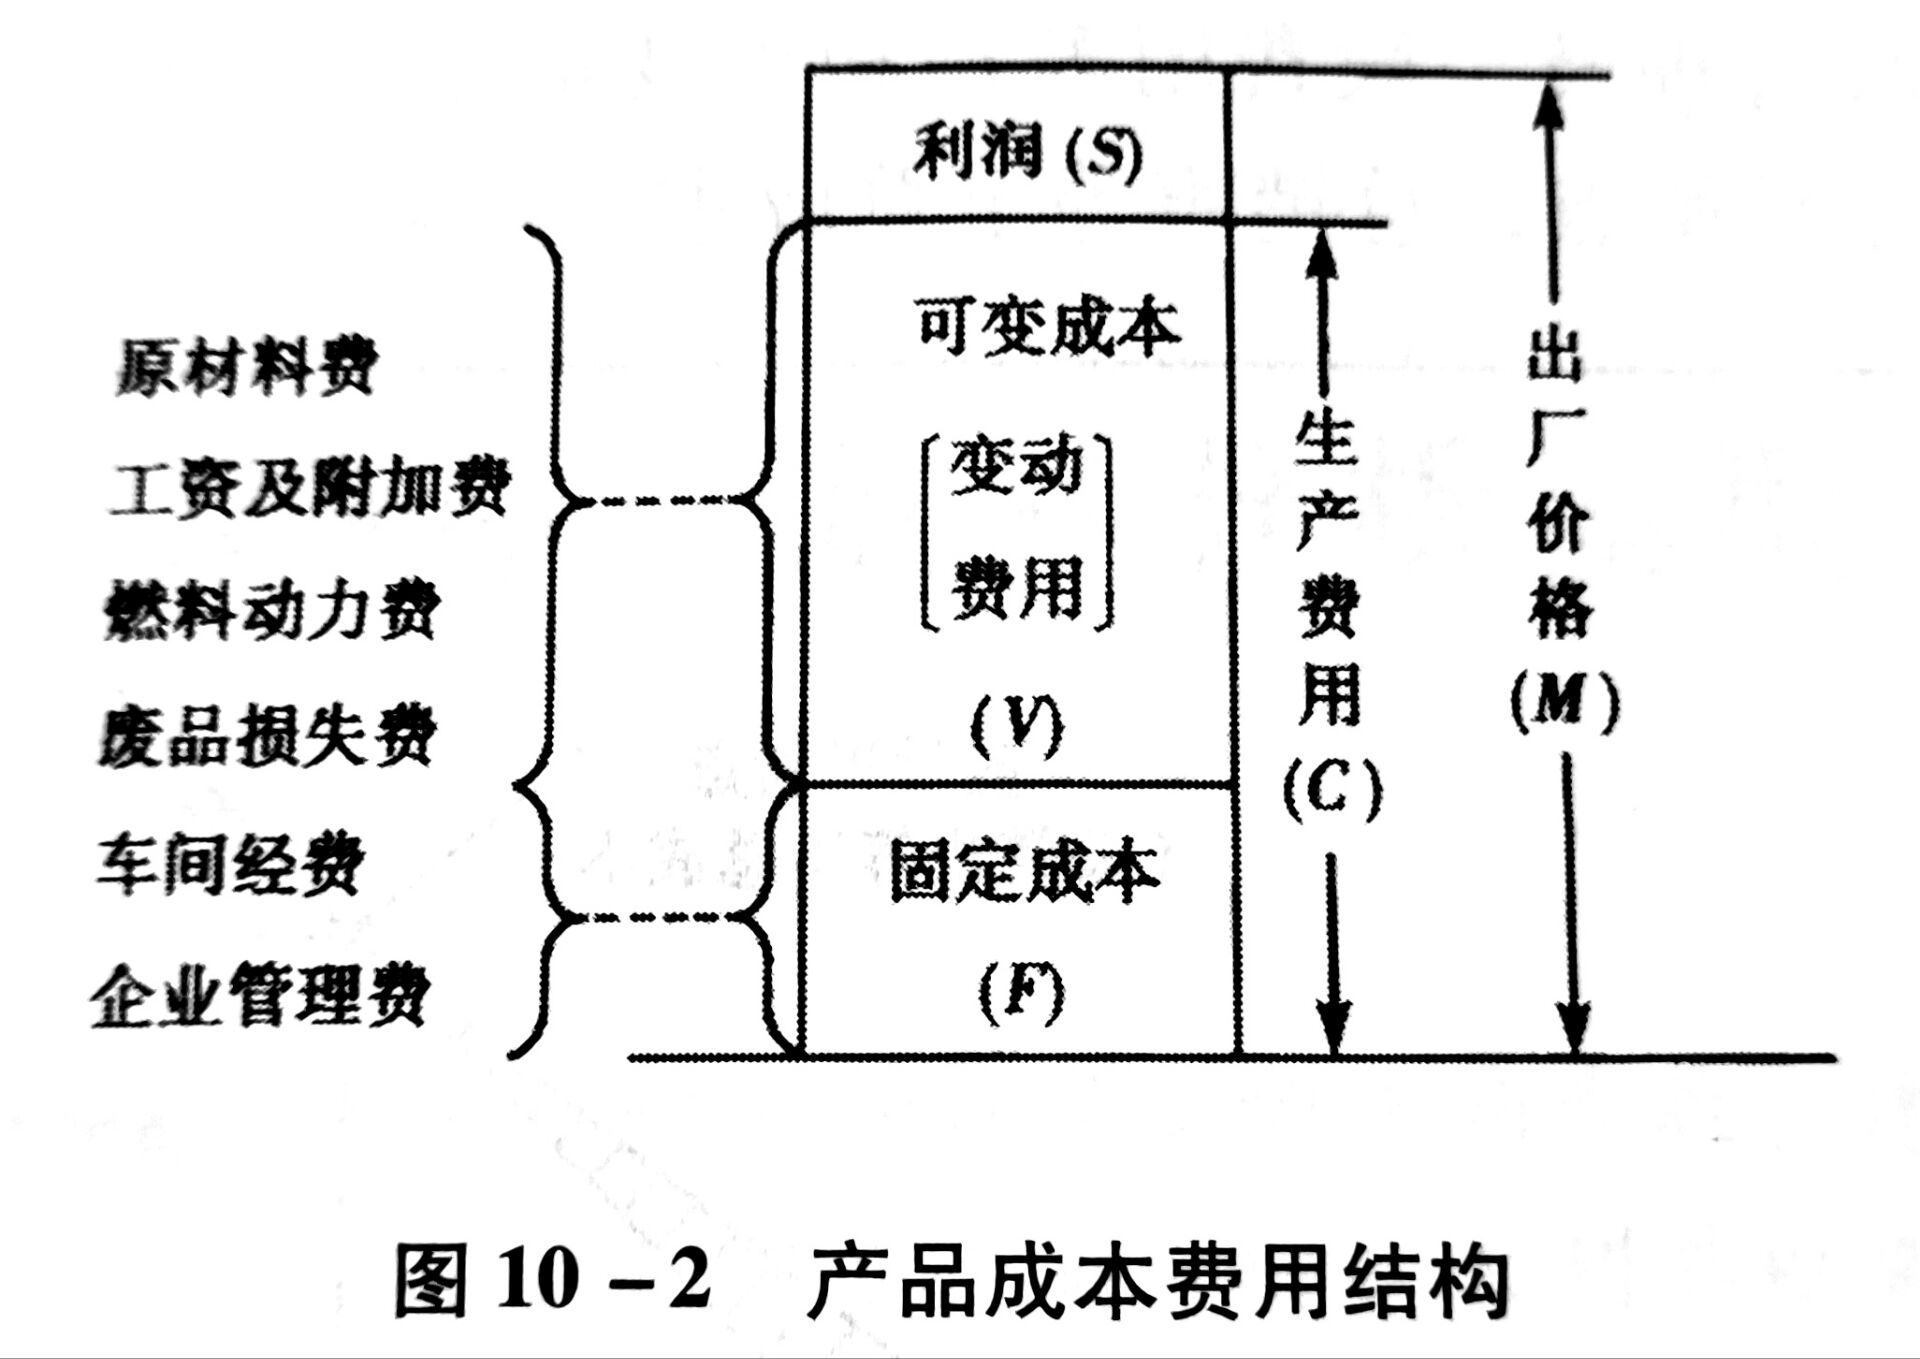 利润(S)
原材料费
工资及附加费
燃料动力费
废品损失费
车间经费
企业管理费
可变成本
变动
费用
(V)
固定成本
(F)
生产费用(C)
出厂价格(M)
图10-2 产品成本费用结构